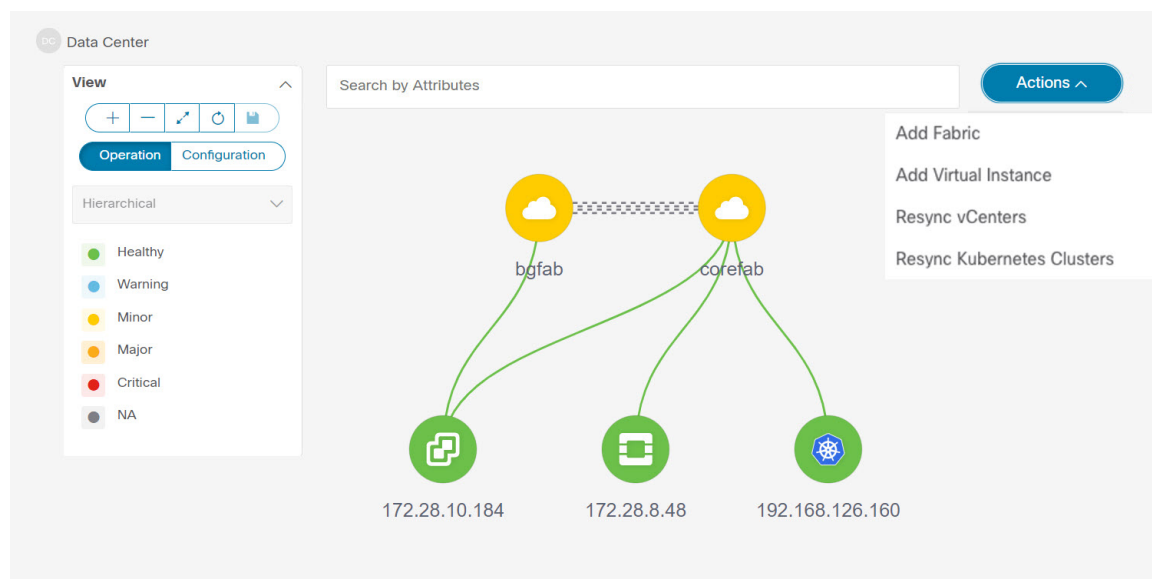 DC Data Center
View
Search by Attributes
Actions
Operation Configuration
Hierarchical
Healthy
Warning
Minor
Major
Critical
NA
Add Fabric
Add Virtual Instance
Resync vCenters
Resync Kubernetes Clusters
bgfab
corefab
172.28.10.184
172.28.8.48
192.168.126.160